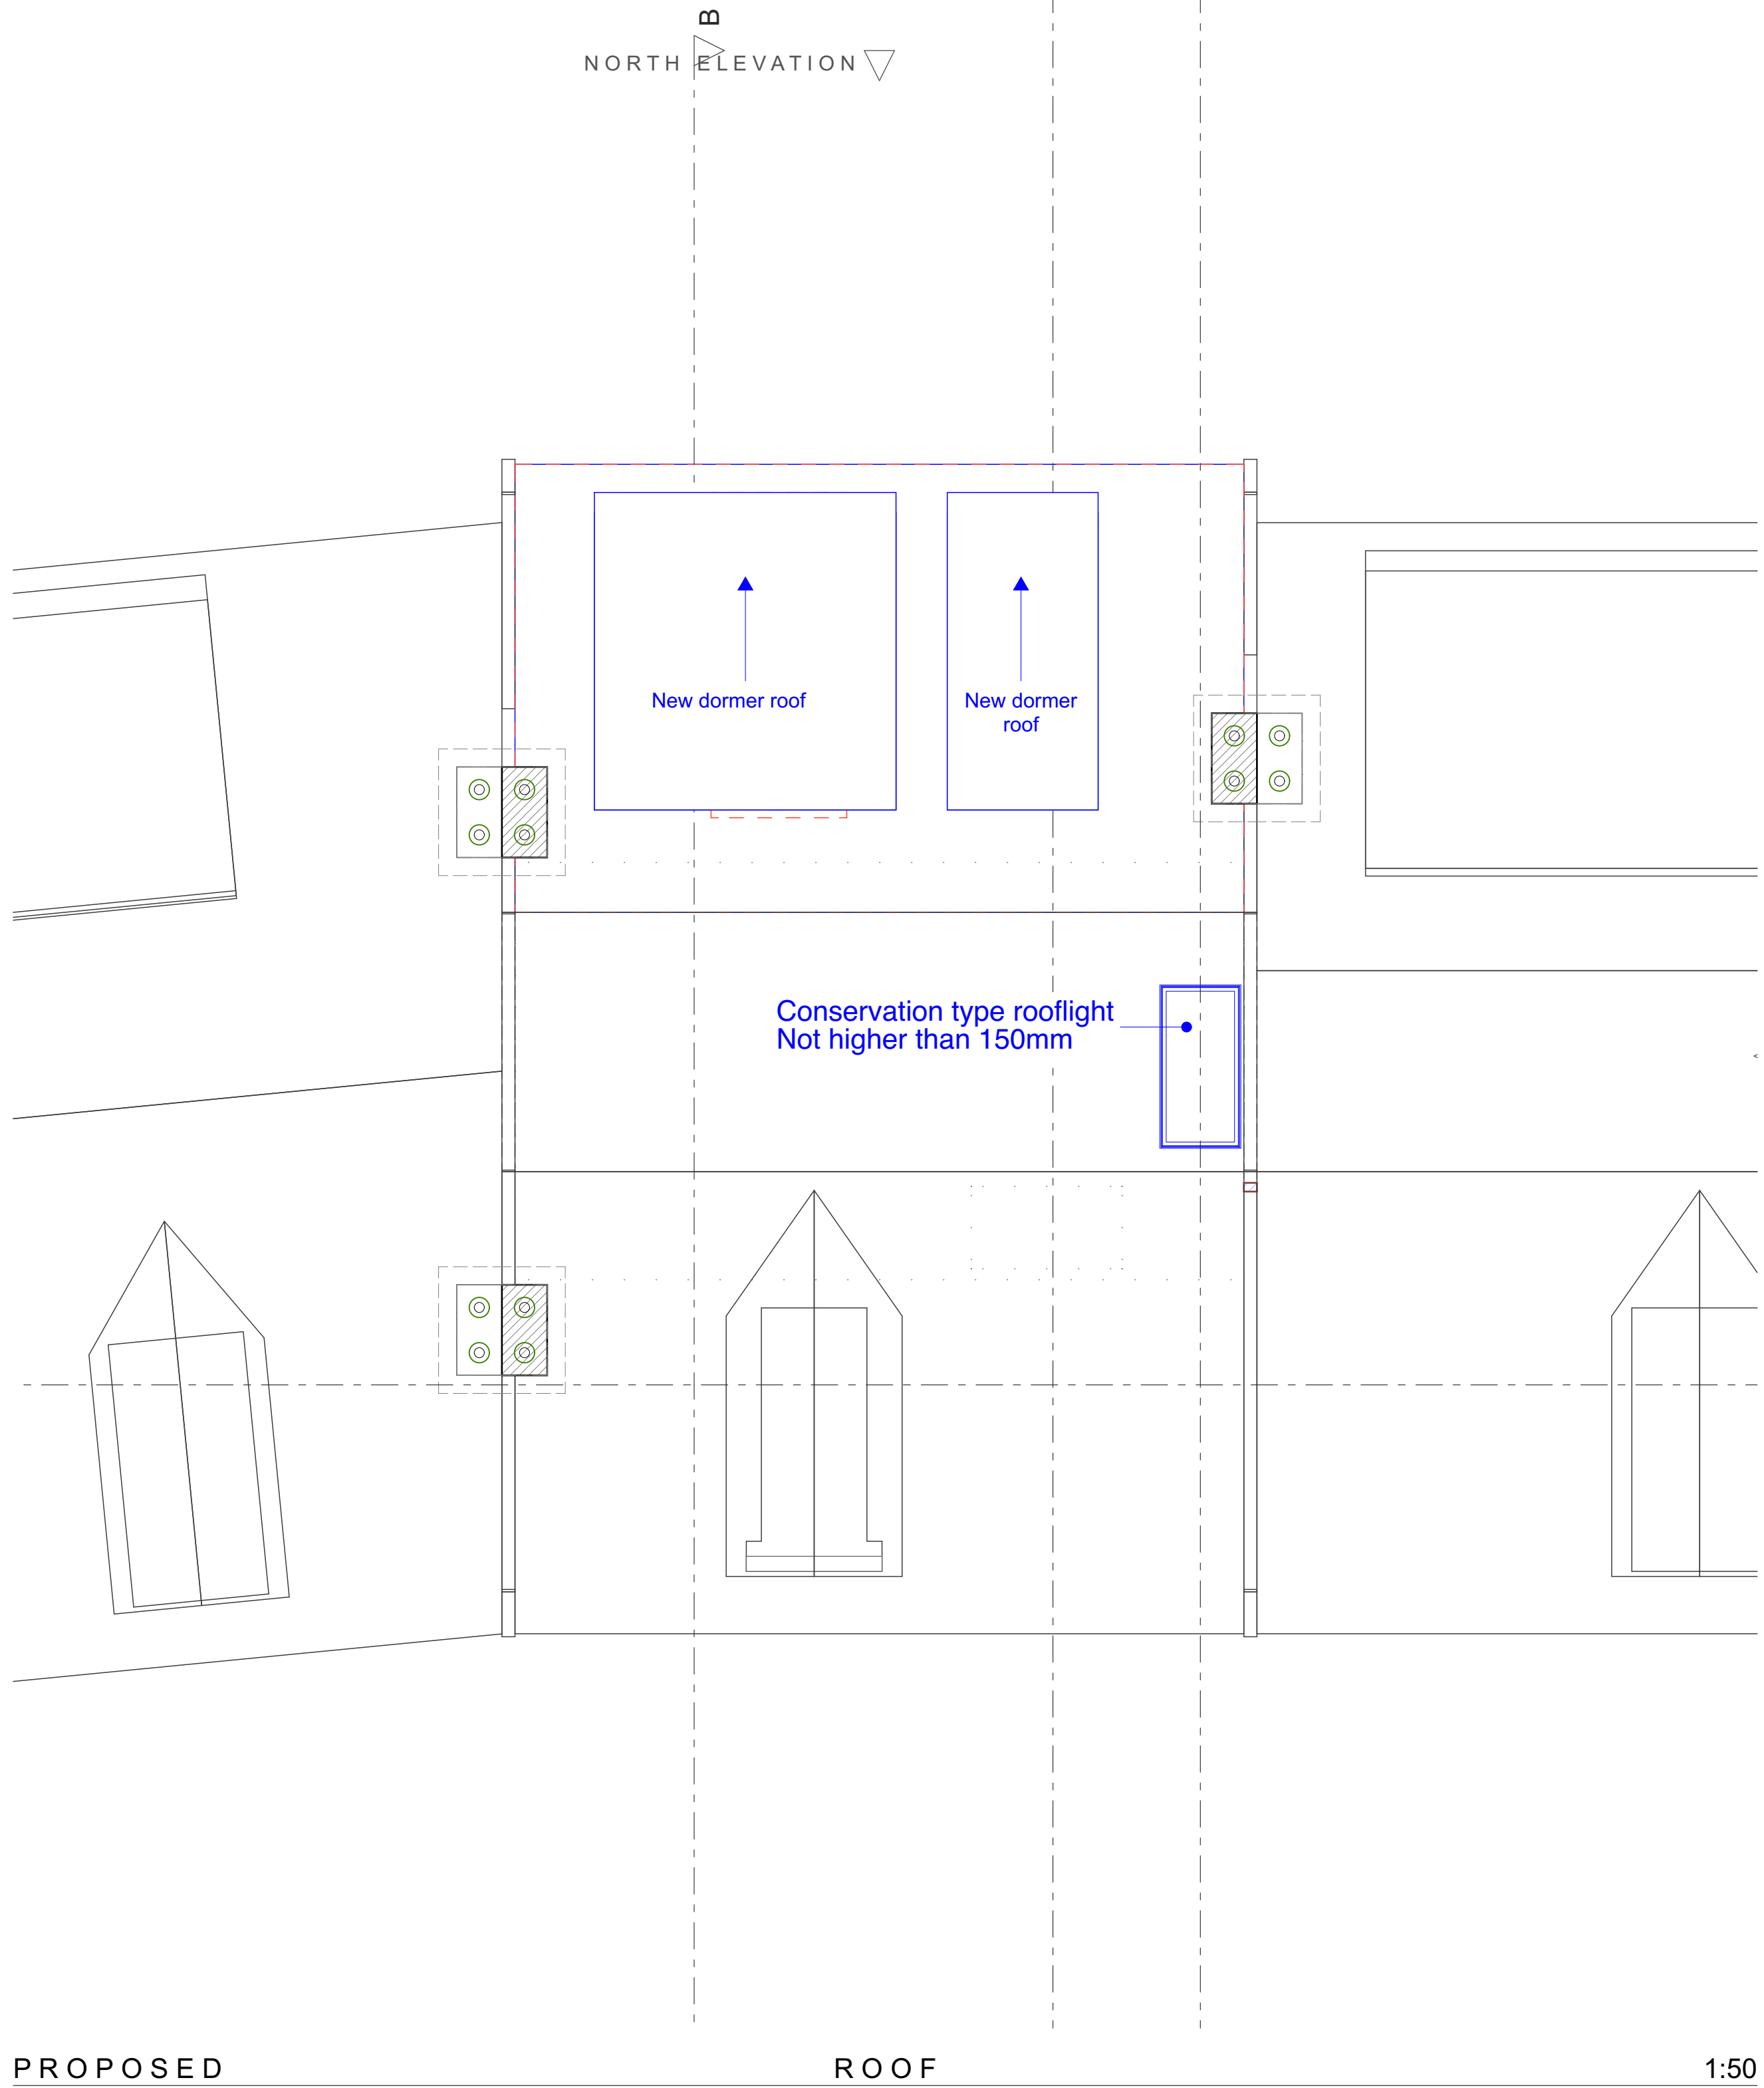 B
NORTH ELEVATION
New dormer roof
New dormer
roof
Conservation type rooflight
Not higher than 150mm
PROPOSED
ROOF
1:50